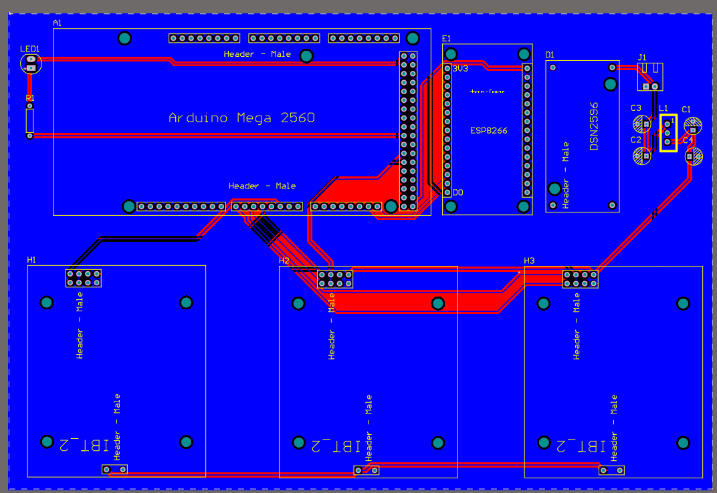 A1
LED1
R1
Header - Male
Arduino Mega 2560
Header - Male
E1
3V3
ESP8266
D0
D1
DSN2596
Header - Male
J1
C3
L1
C1
C2
H1
Header - Male
Header - Male
IBT_2
H2
Header - Male
Header - Male
IBT_2
H3
Header - Male
Header - Male
IBT_2